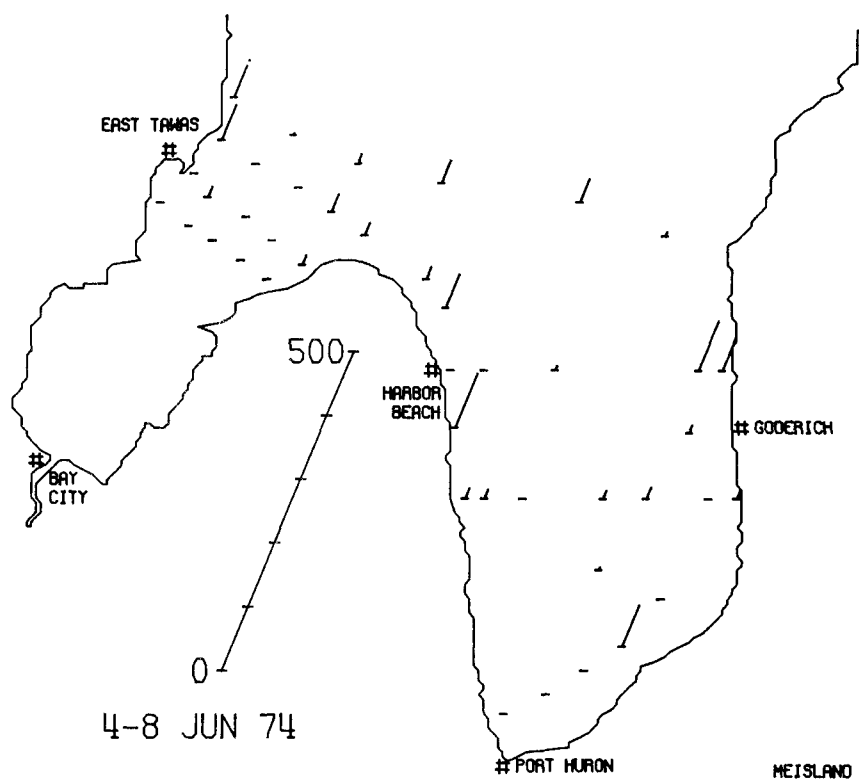 EAST TAWAS
#
500
#
HARBOR
BEACH
#
GODERICH
#
BAY
CITY
0
4-8 JUN 74
#
PORT HURON
MEISLAND